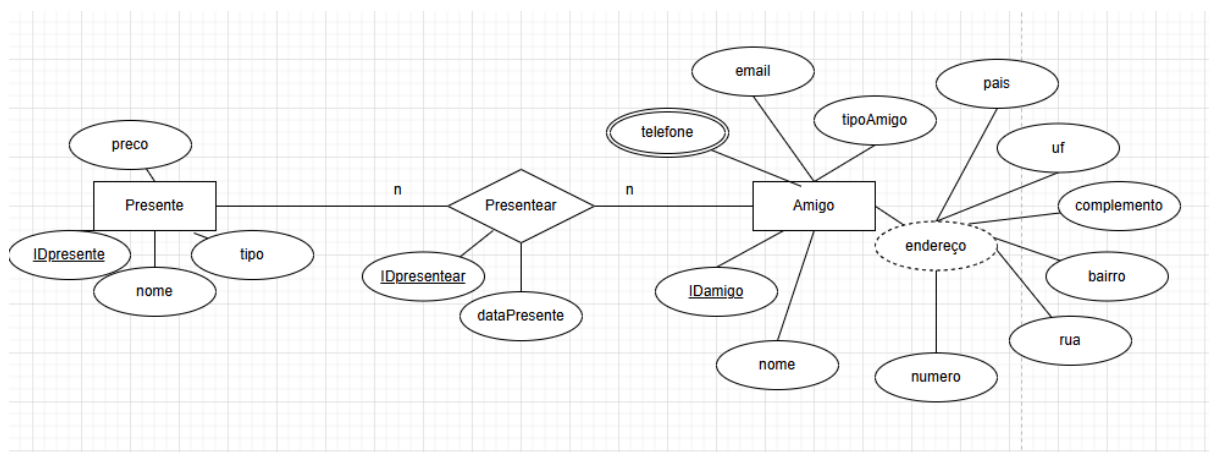 email
pais
telefone
tipoAmigo
preco
uf
n
n
Presente
Presentear
Amigo
complemento
endereço
IDpresente
tipo
IDpresentear
bairro
nome
IDamigo
dataPresente
rua
nome
numero